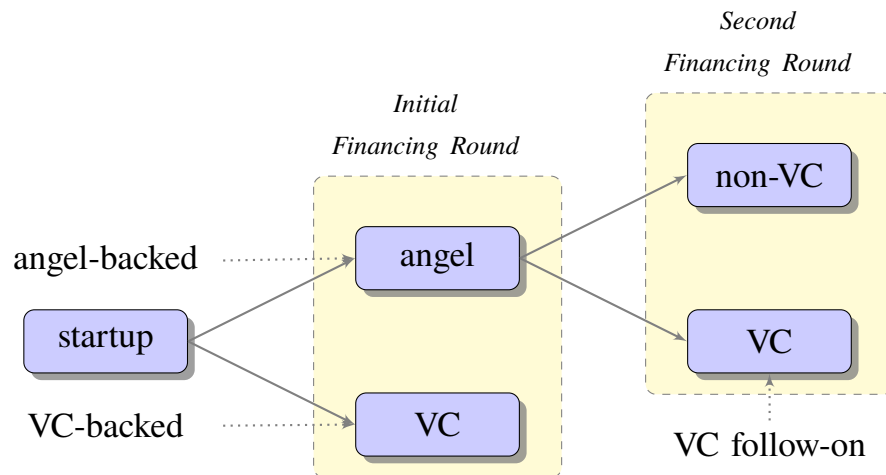 Second
Financing Round
Initial
Financing Round
non-VC
angel-backed
angel
startup
VC
VC-backed
VC
VC follow-on